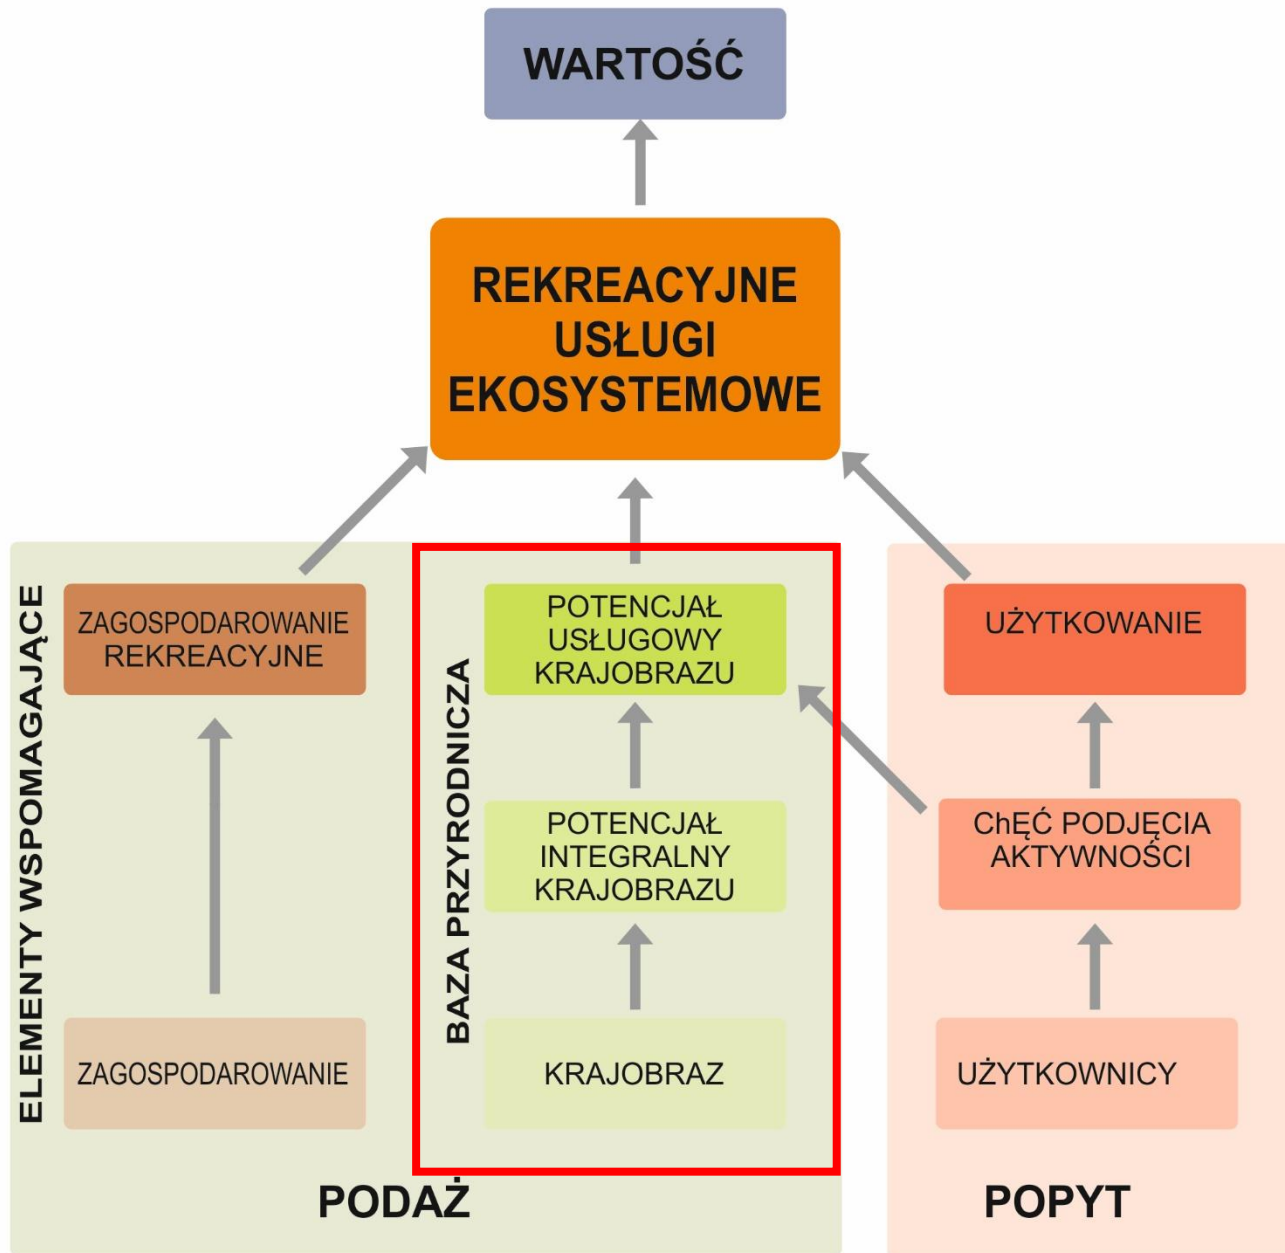 WARTOŚĆ
REKREACYJNE
USŁUGI
EKOSYSTEMOWE
ELEMENTY WSPOMAGAJĄCE
ZAGOSPODAROWANIE
REKREACYJNE
ZAGOSPODAROWANIE
BAZA PRZYRODNICZA
POTENCJAŁ
USŁUGOWY
KRAJOBRAZU
POTENCJAŁ
INTEGRALNY
KRAJOBRAZU
KRAJOBRAZ
PODAŻ
UŻYTKOWANIE
ChĘĆ PODJĘCIA
AKTYWNOŚCI
UŻYTKOWNICY
POPYT